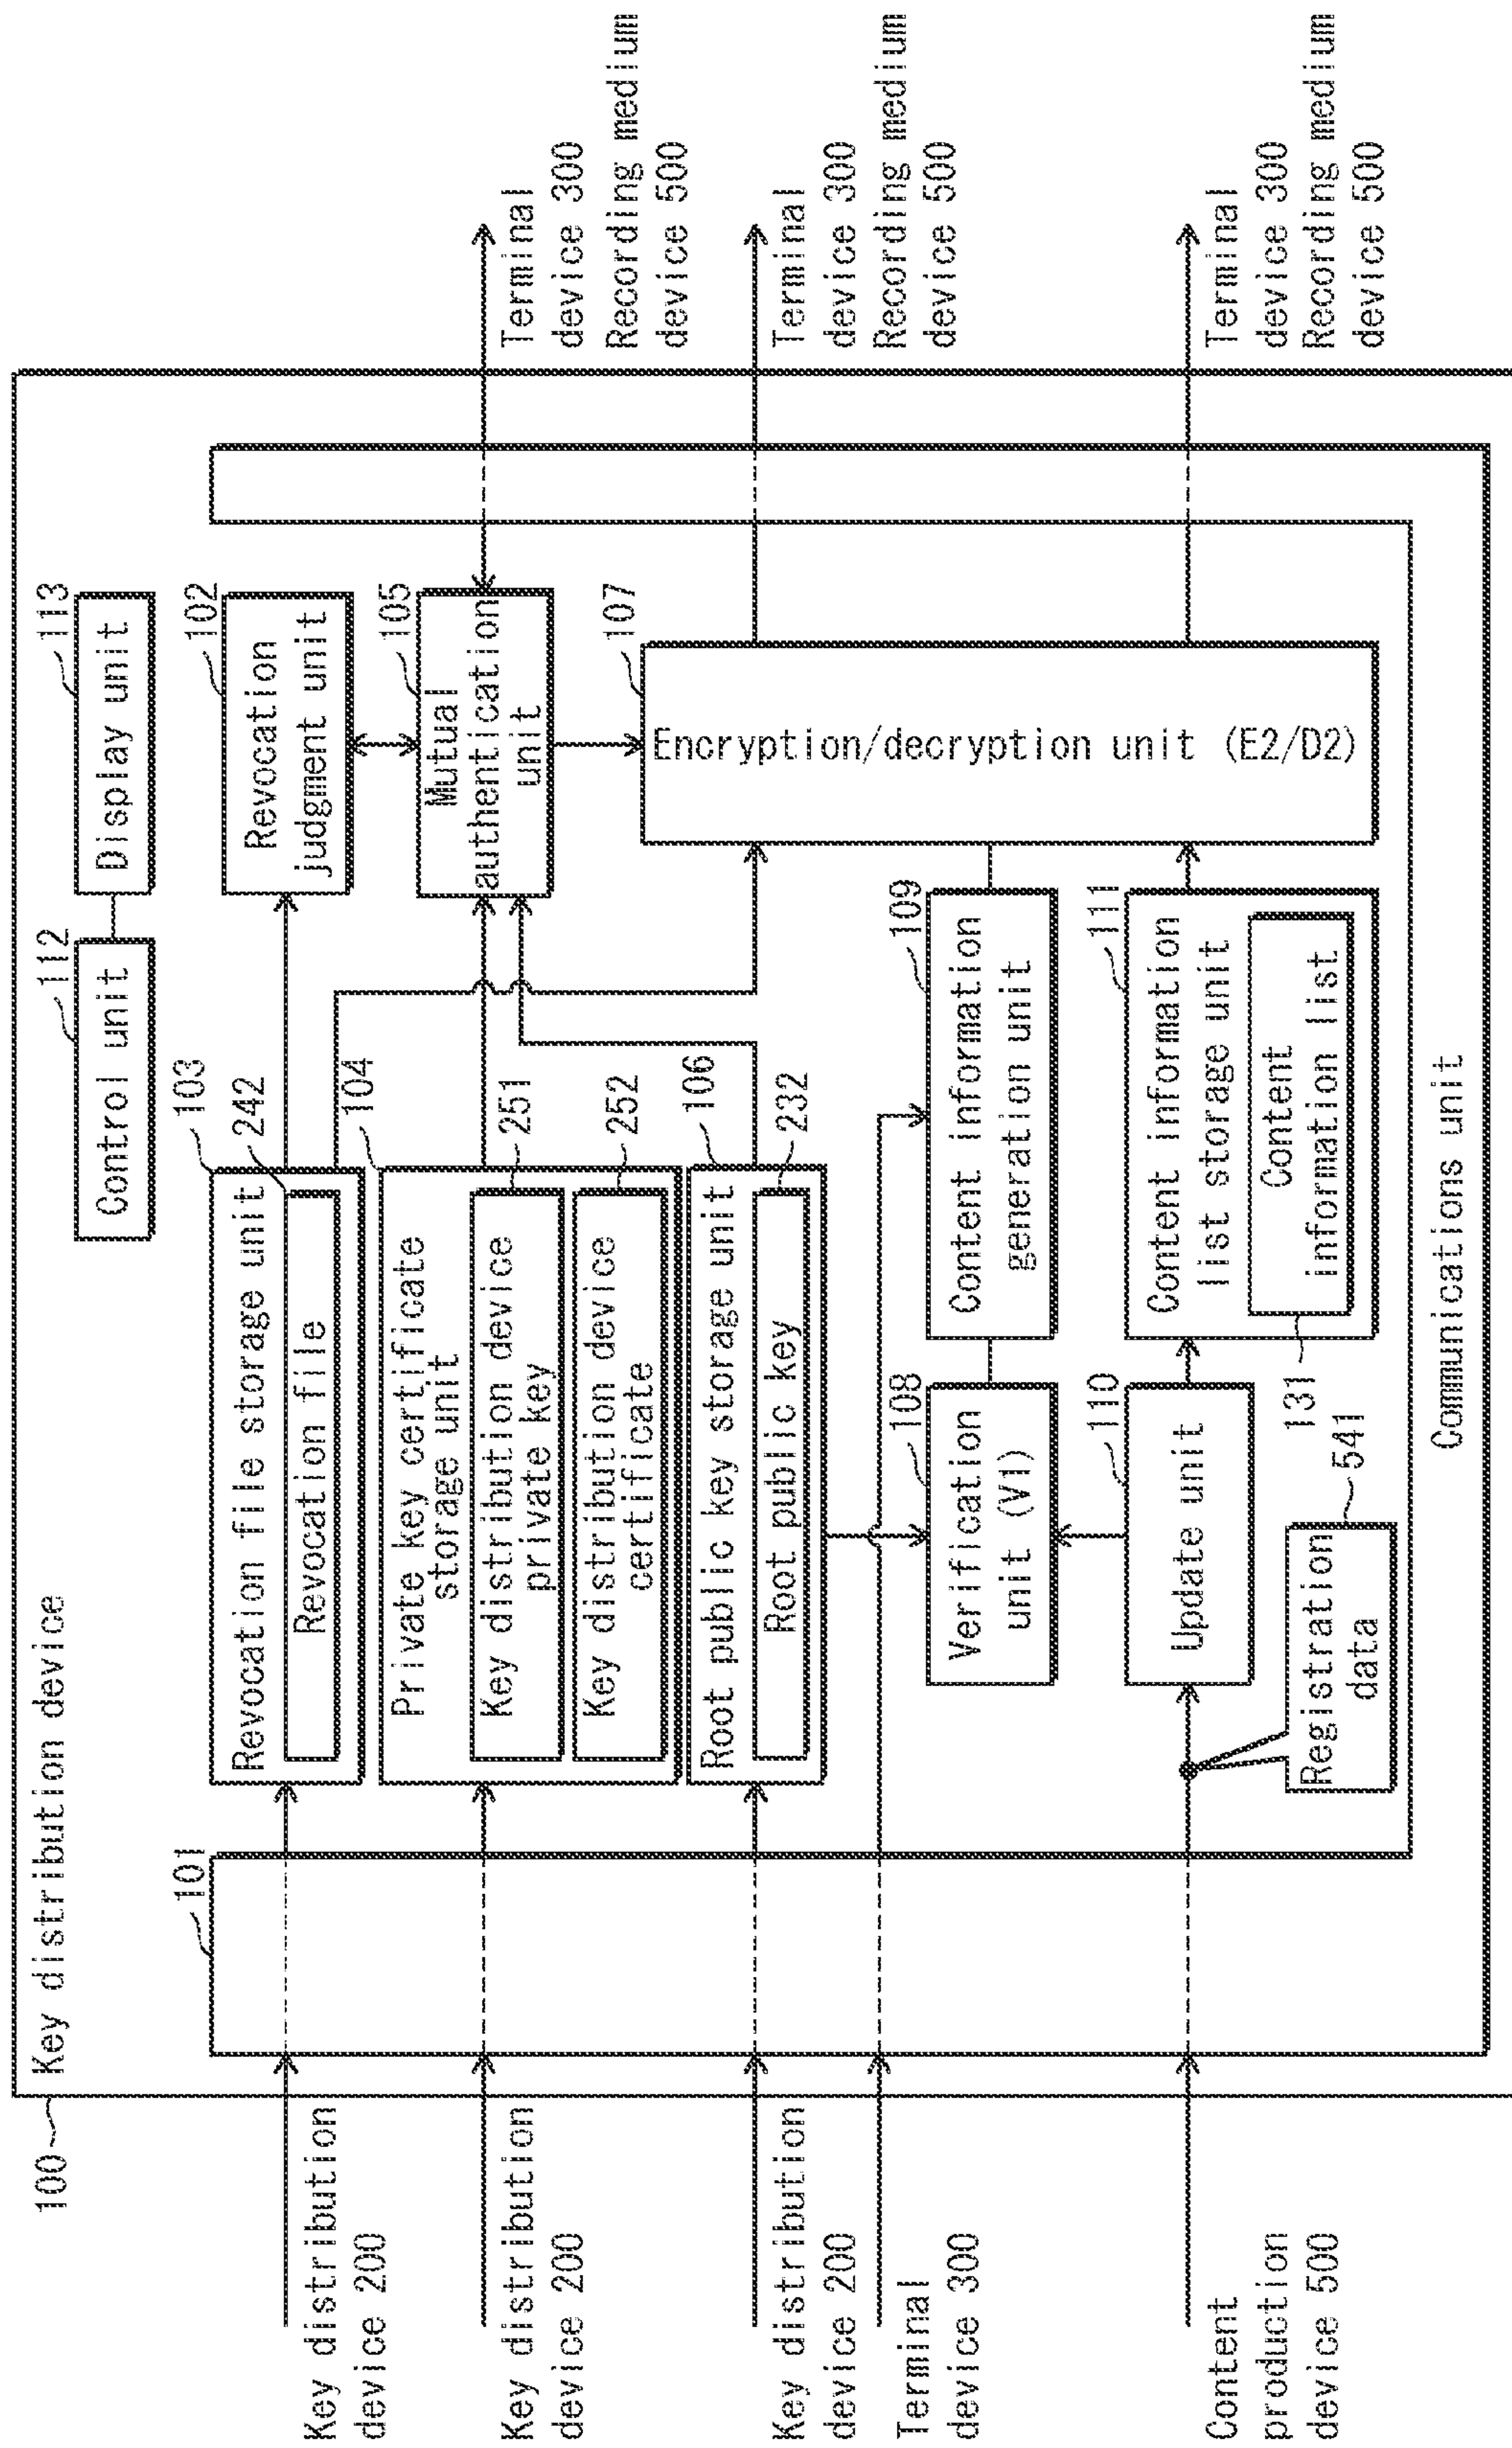 100
Key distribution device
101
Key distribution
device 200
Key distribution
device 200
Key distribution
device 200
Terminal
device 300
Content
production
device 500
112
Control unit
113
Display unit
103
Revocation file storage unit
242
Revocation file
102
Revocation
judgment unit
104
Private key certificate
storage unit
251
Key distribution device
private key
252
Key distribution device
certificate
105
Mutual
authentication
unit
106
Root public key storage unit
232
Root public key
107
Encryption/decryption unit (E2/D2)
108
Verification
unit (V1)
109
Content information
generation unit
110
Update unit
111
Content information
list storage unit
Content
information list
131
541
Registration
data
Communications unit
Terminal
device 300
Recording medium
device 500
Terminal
device 300
Recording medium
device 500
Terminal
device 300
Recording medium
device 500